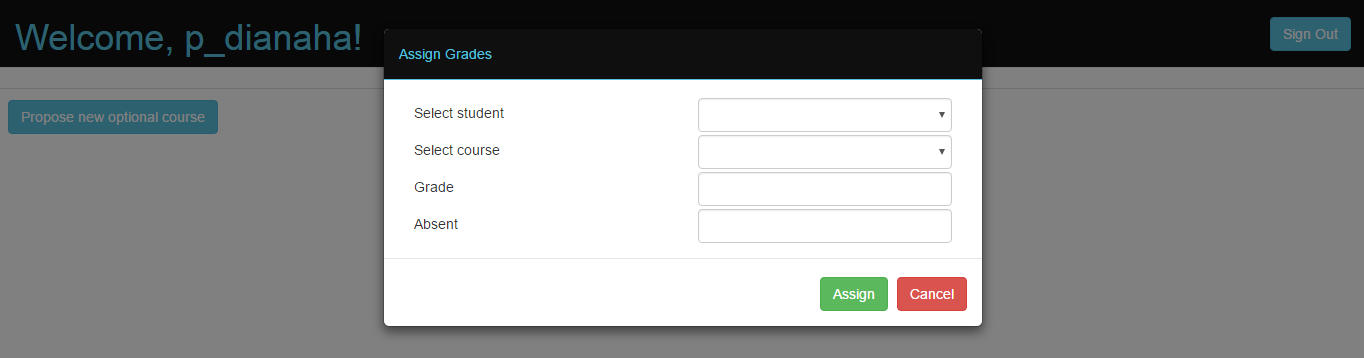 Welcome, p_dianaha!
Sign Out
Propose new optional course
Assign Grades
Select student
Select course
Grade
Absent
Assign
Cancel